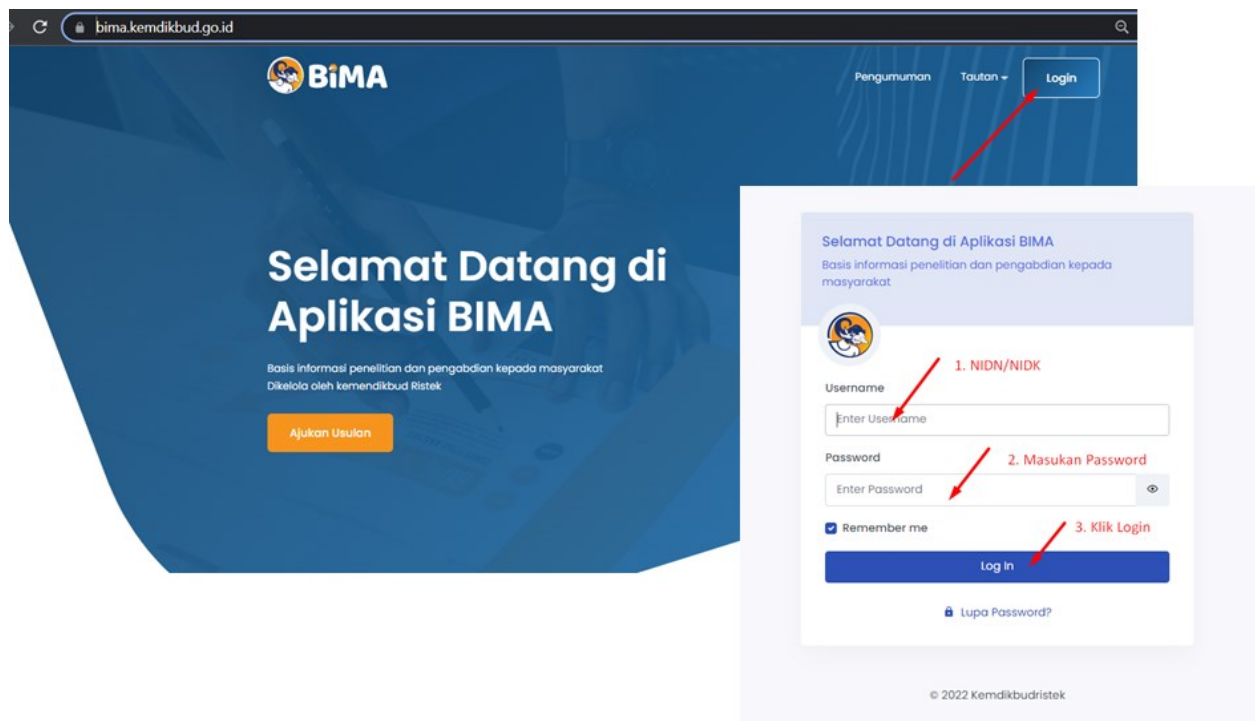 bima.kemdikbud.go.id
BiMA
Pengumuman
Tautan
Login
Selamat Datang di
Aplikasi BIMA
Basis informasi penelitian dan pengabdian kepada masyarakat
Dikelola oleh kemendikbud Ristek
Ajukan Usulan
Selamat Datang di Aplikasi BIMA
Basis informasi penelitian dan pengabdian kepada
masyarakat
1. NIDN/NIDK
Username
Enter Username
Password
2. Masukan Password
Enter Password
Remember me
3. Klik Login
Log In
Lupa Password?
© 2022 Kemdikbudristek